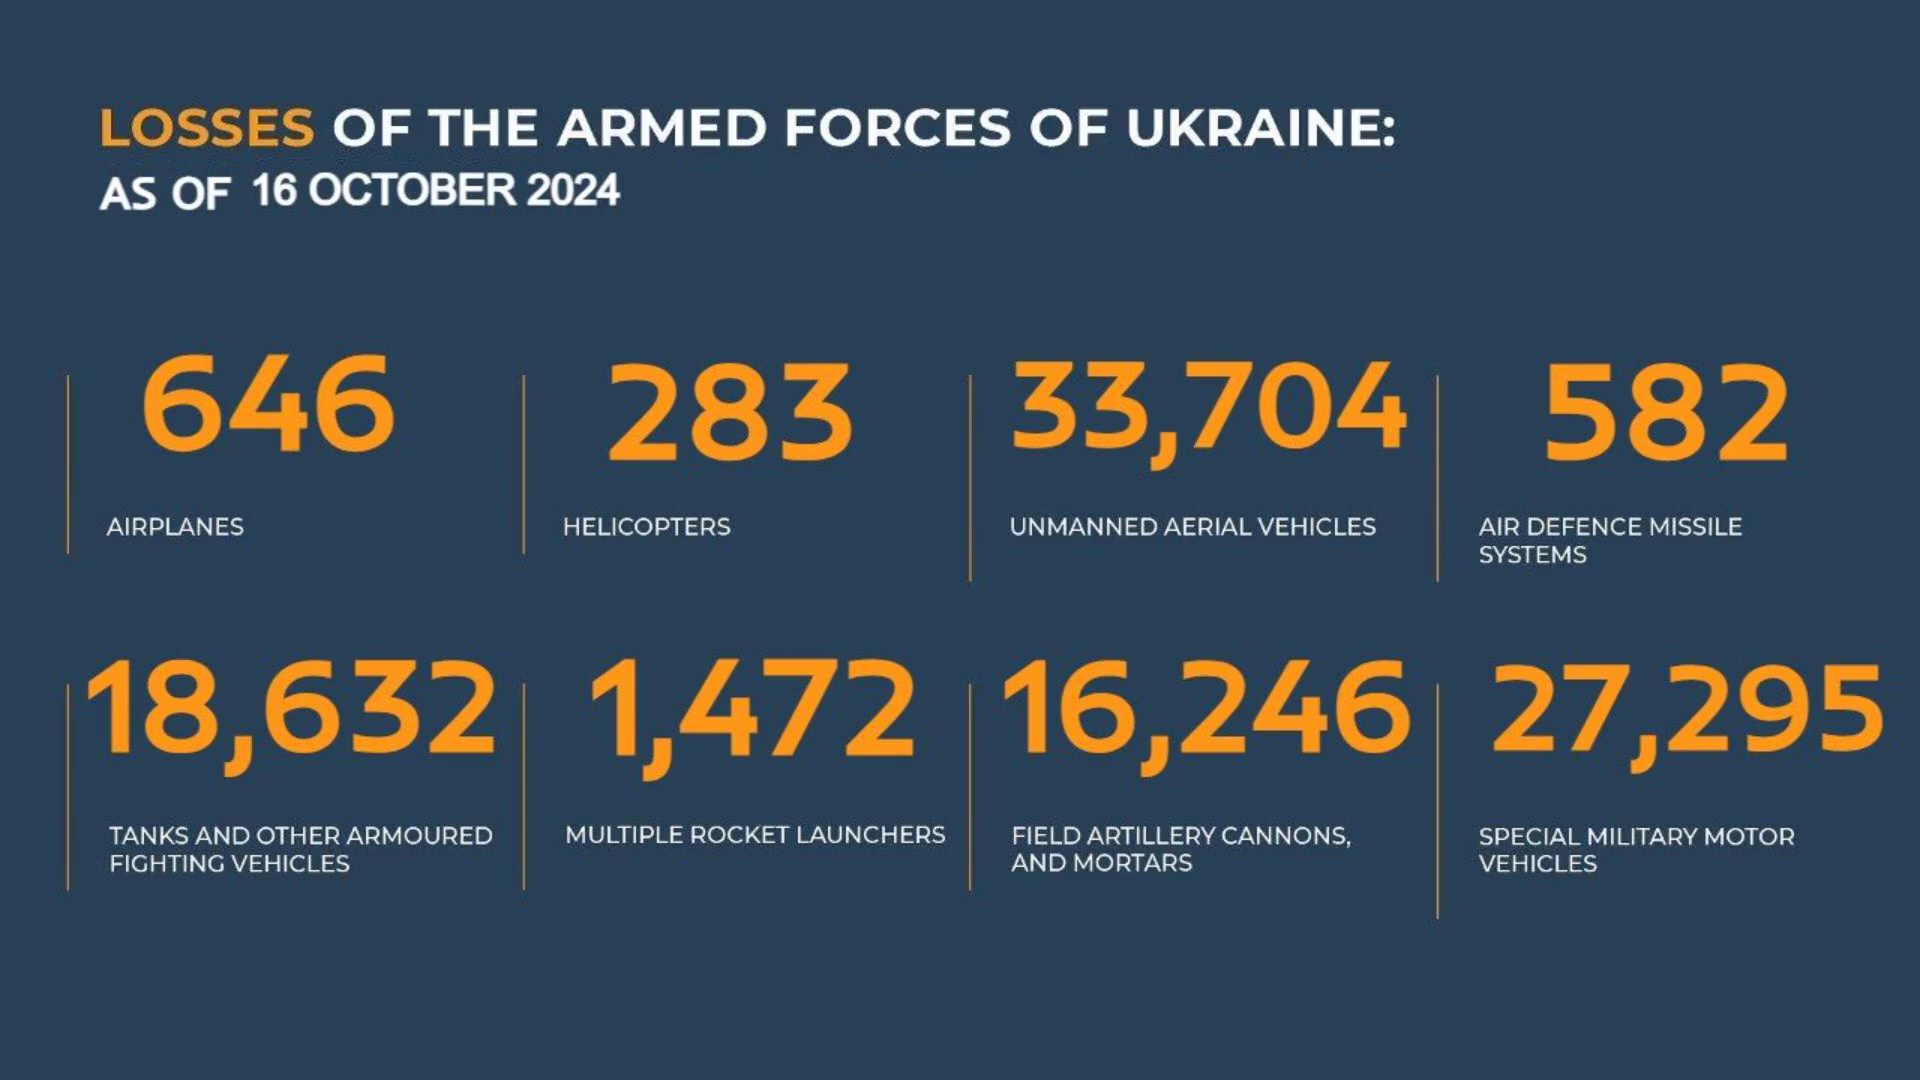 LOSSES OF THE ARMED FORCES OF UKRAINE:
AS OF 16 OCTOBER 2024
646
AIRPLANES
283
HELICOPTERS
33,704
UNMANNED AERIAL VEHICLES
582
AIR DEFENCE MISSILE
SYSTEMS
18,632
TANKS AND OTHER ARMOURED
FIGHTING VEHICLES
1,472
MULTIPLE ROCKET LAUNCHERS
16,246
FIELD ARTILLERY CANNONS,
AND MORTARS
27,295
SPECIAL MILITARY MOTOR
VEHICLES